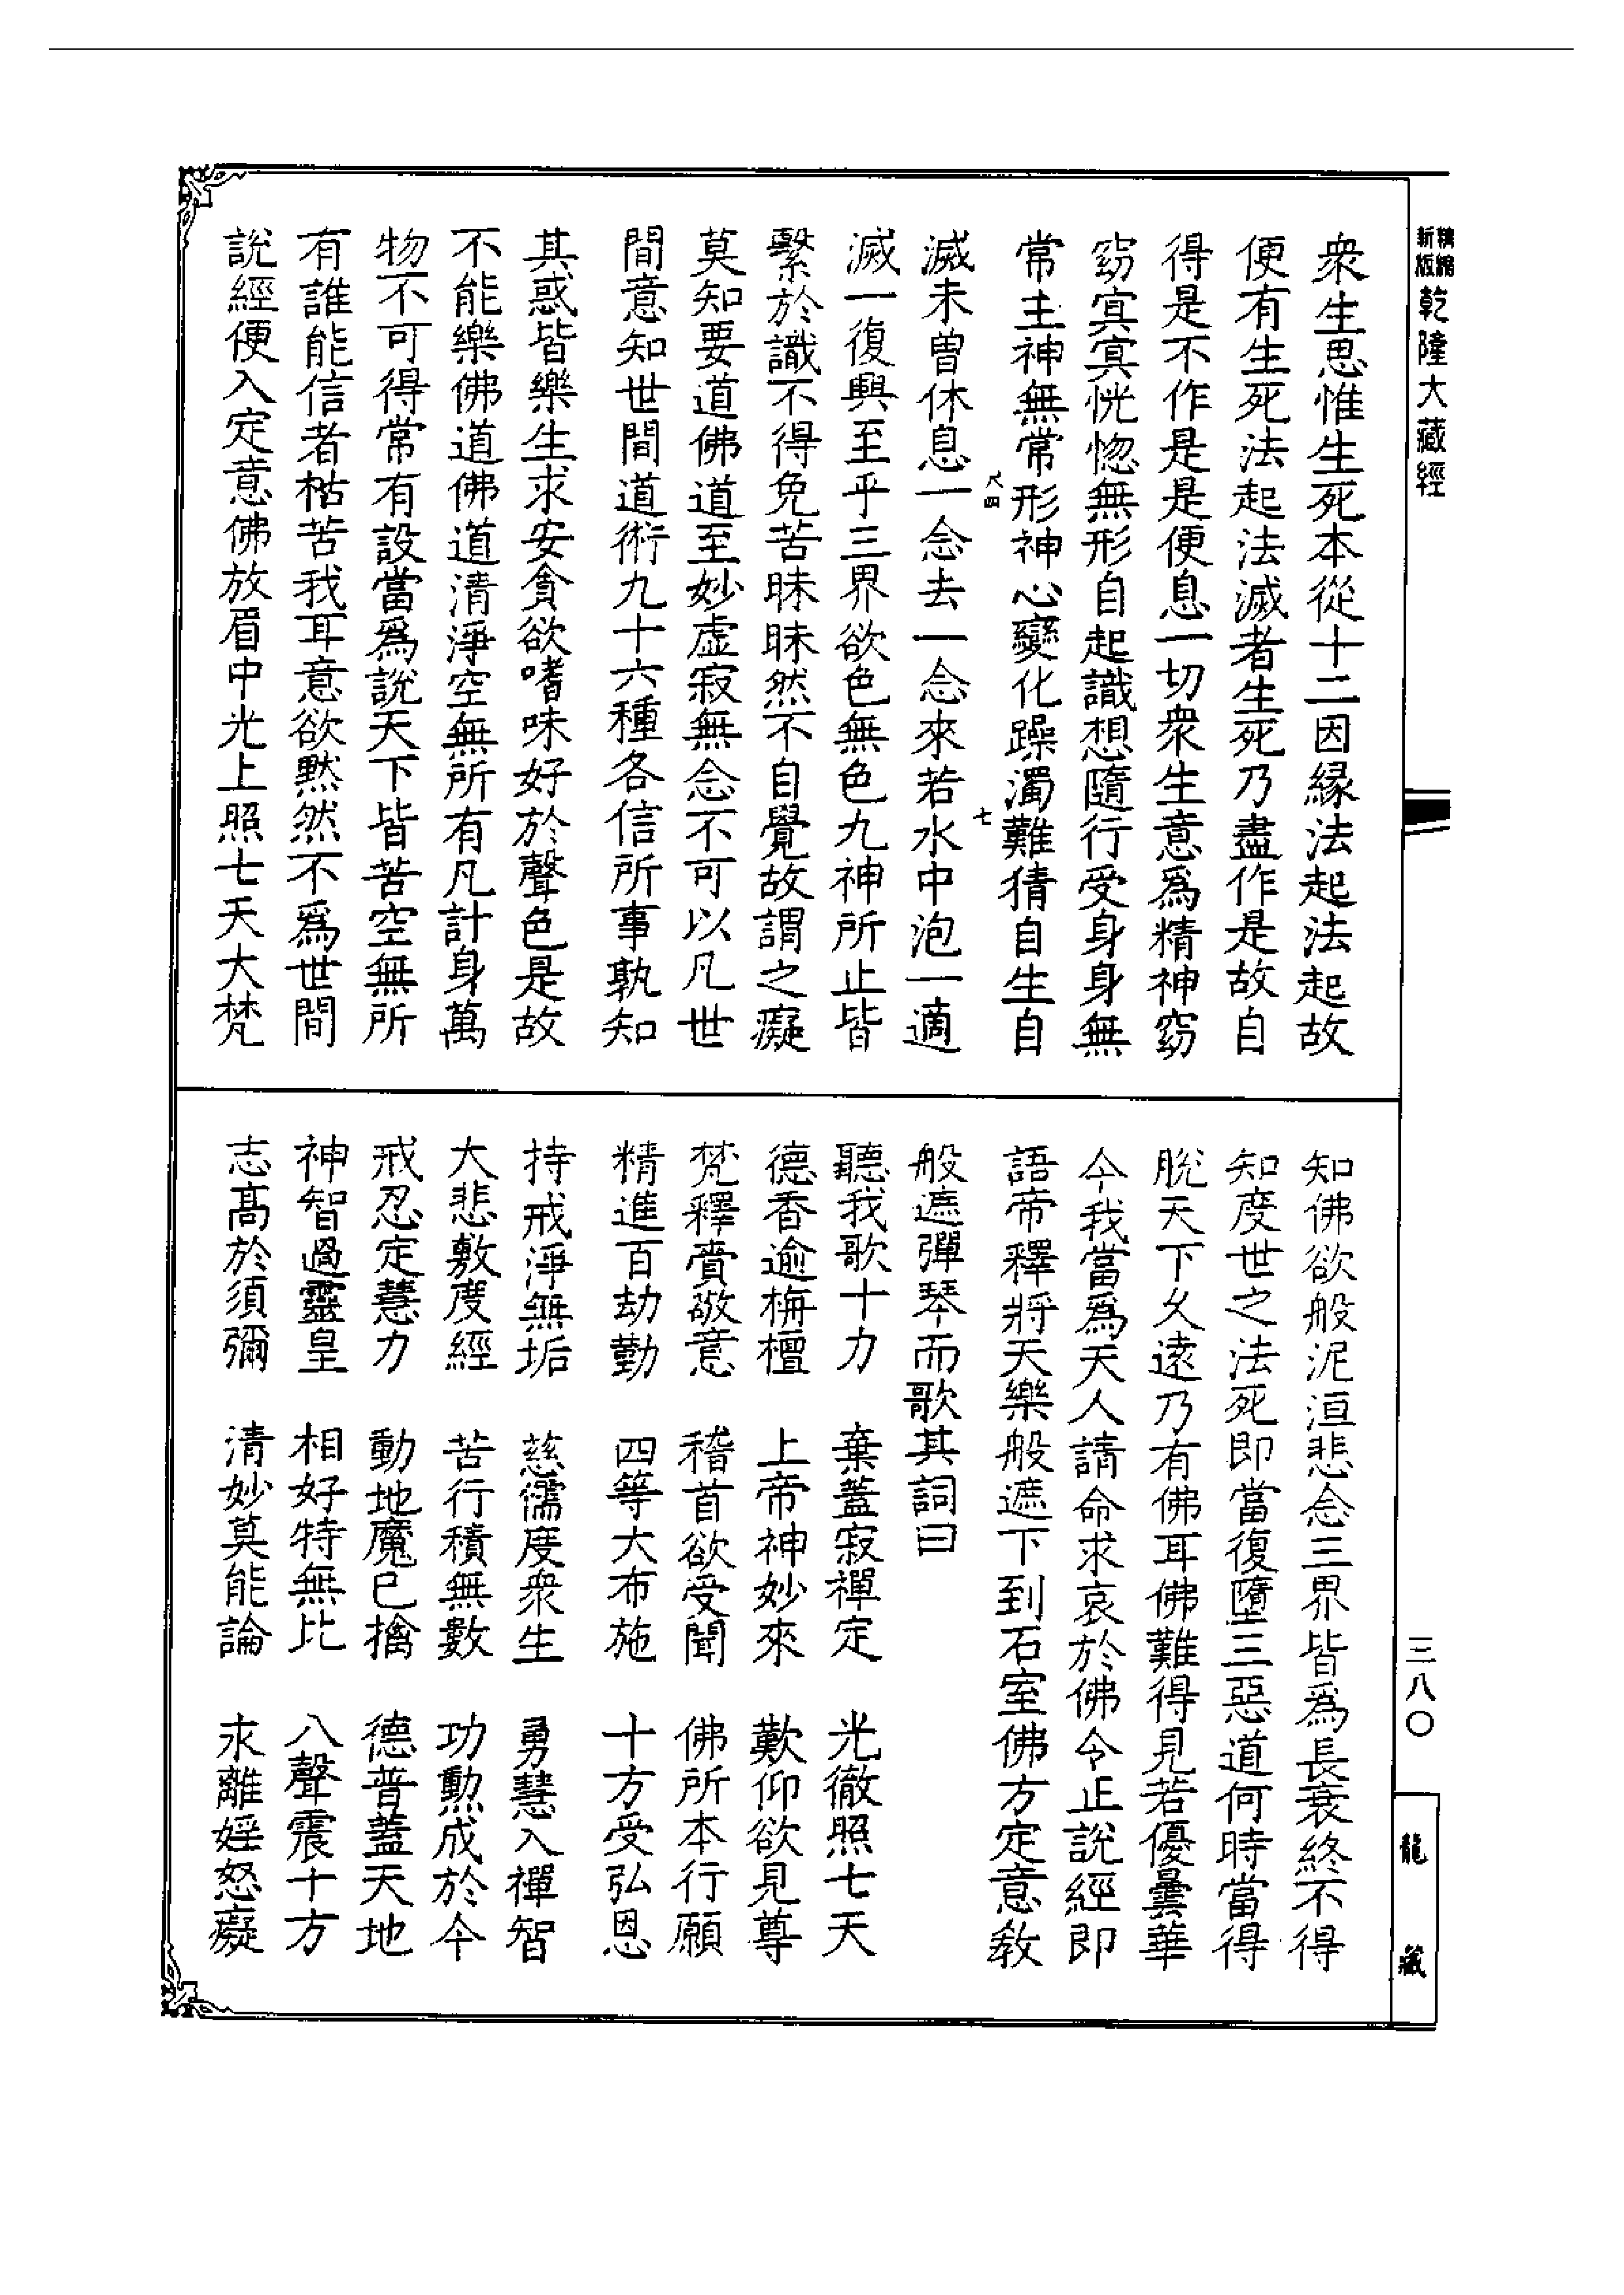 精縮
新版
乾隆大藏經
三八〇
龍藏
衆生思惟生死本從十二因縁法起法起故
便有生死法起法滅者生死乃盡作是故自
得是不作是是便息一切衆生意爲精神窈
窈冥冥恍惚無形自起識想隨行受身身無
常主神無常形神心變化躁濁難猜自生自
滅未曾休息一念去一念來若水中泡一適
尺四
七
滅一復興至乎三界欲色無色九神所止皆
繫於識不得免苦昧昧然不自覺故謂之癡
莫知要道佛道至妙虛寂無念不可以凡世
間意知世間道術九十六種各信所事孰知
其惑皆樂生求安貪欲嗜味好於聲色是故
不能樂佛道佛道清淨空無所有凡計身萬
物不可得常有設當爲說天下皆苦空無所
有誰能信者枯苦我耳意欲黙然不爲世間
說經便入定意佛放眉中光上照七天大梵
知佛欲般泥洹悲念三界皆爲長衰終不得
知度世之法死即當復墮三惡道何時當得
脫天下久遠乃有佛耳佛難得見若優曇華
今我當爲天人請命求哀於佛令正說經即
語帝釋將天樂般遮下到石室佛方定意教
般遮彈琴而歌其詞曰
聽我歌十力　棄蓋寂禪定　光徹照七天
德香逾栴檀　上帝神妙來　歎仰欲見尊
梵釋賫敬意　稽首欲受聞　佛所本行願
精進百劫勤　四等大布施　十方受弘恩
持戒淨無垢　慈儒度衆生　勇慧入禪智
大悲敷度經　苦行積無數　功勲成於今
戒忍定慧力　動地魔已擒　德普蓋天地
神智過靈皇　相好特無比　八聲震十方
志髙於須彌　清妙莫能論　永離婬怒癡